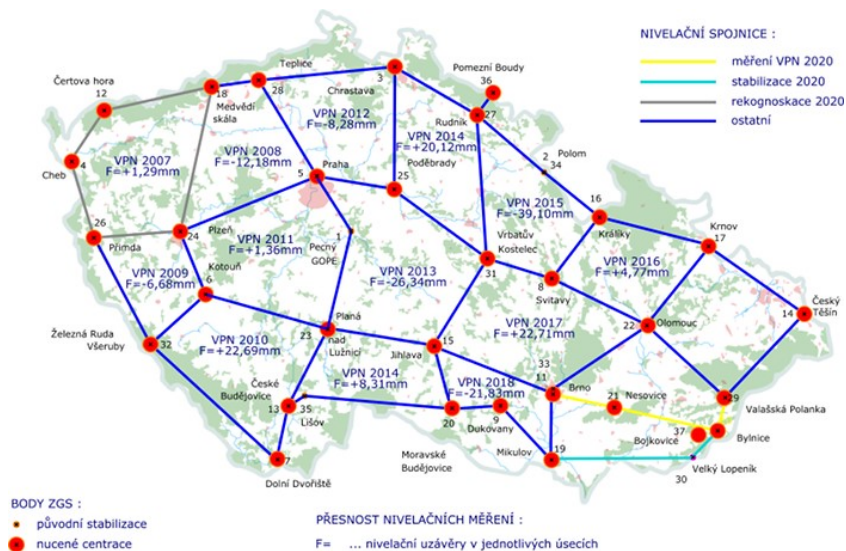 NIVELAČNÍ SPOJNICE :
měření VPN 2020
stabilizace 2020
rekognoskace 2020
ostatní
Čertova hora
12
18
Medvědí
skála
Teplice
28
3
Chrastava
Pomezní Boudy
36
27
Rudník
VPN 2007
F=+1,29mm
VPN 2008
F=-12,18mm
VPN 2012
F=-8,28mm
VPN 2014
F=+20,12mm
Poděbrady
25
Praha
5
2
34
Polom
4
Cheb
VPN 2015
F=-39,10mm
16
Králíky
Krnov
17
26
Přimda
24
Plzeň
VPN 2011
F=+1,36mm
Pecný
GOPE
1
Vrbatův
Kostelec
31
VPN 2016
F=+4,77mm
VPN 2009
F=-6,68mm
Kotouň
6
VPN 2013
F=-26,34mm
8
Svitavy
Český
Těšín
14
Železná Ruda
Všeruby
32
VPN 2010
F=+22,69mm
23
Planá
nad
Lužnicí
Jihlava
15
VPN 2017
F=+22,71mm
22
Olomouc
České
Budějovice
13
35
Lišov
VPN 2014
F=+8,31mm
VPN 2018
F=-21,83mm
33
11
Brno
Nesovice
21
29
Valašská Polanka
20
9
Dukovany
Bojkovice
37
Bylnice
7
Dolní Dvořiště
Moravské
Budějovice
Mikulov
19
Velký Lopeník
30
BODY ZGS :
původní stabilizace
nucené centrace
PŘESNOST NIVELAČNÍCH MĚŘENÍ :
F= ... nivelační uzávěry v jednotlivých úsecích